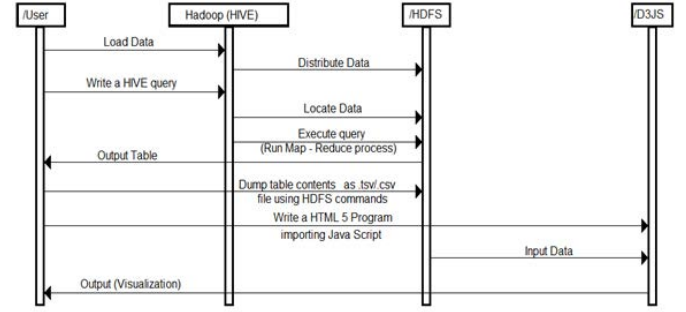 /User
Hadoop (HIVE)
/HDFS
/D3JS
Load Data
Distribute Data
Write a HIVE query
Locate Data
Execute query
(Run Map - Reduce process)
Output Table
Dump table contents as .tsv/.csv
file using HDFS commands
Write a HTML 5 Program
importing Java Script
Input Data
Output (Visualization)